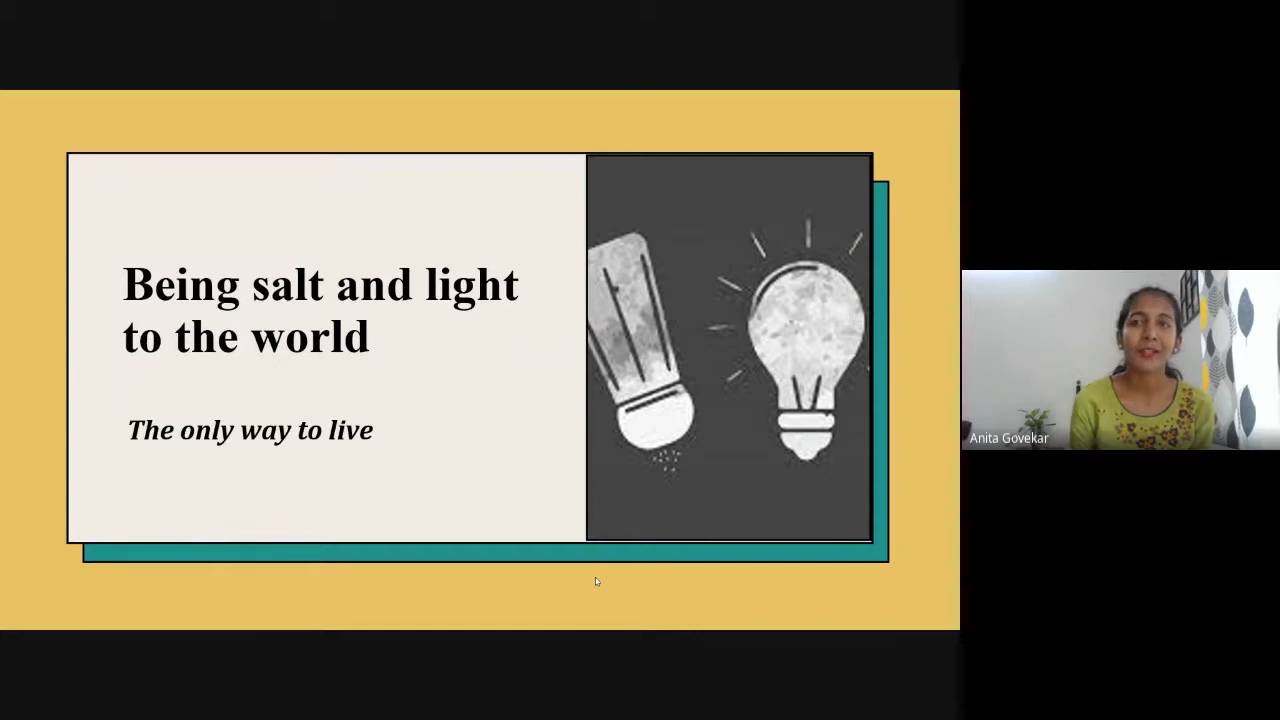 Being salt and light
to the world
The only way to live
Anita Govekar